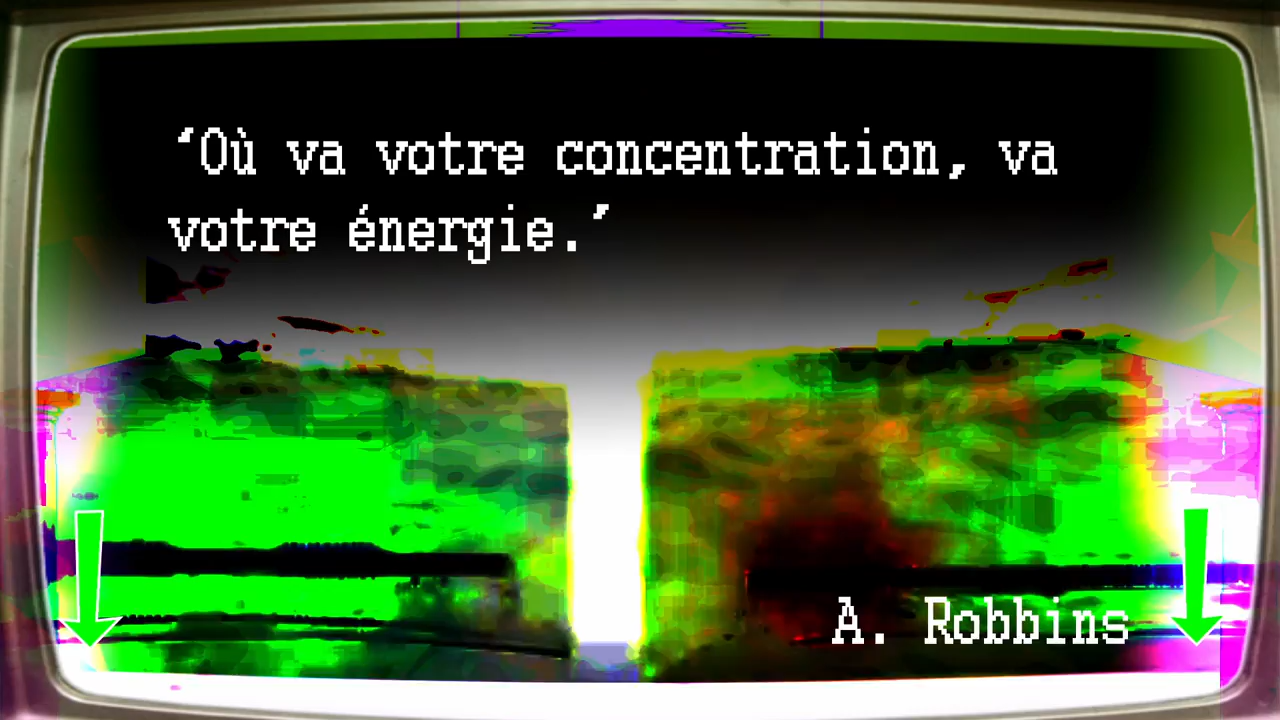 ‘Où va votre concentration, va
votre énergie.’
A. Robbins